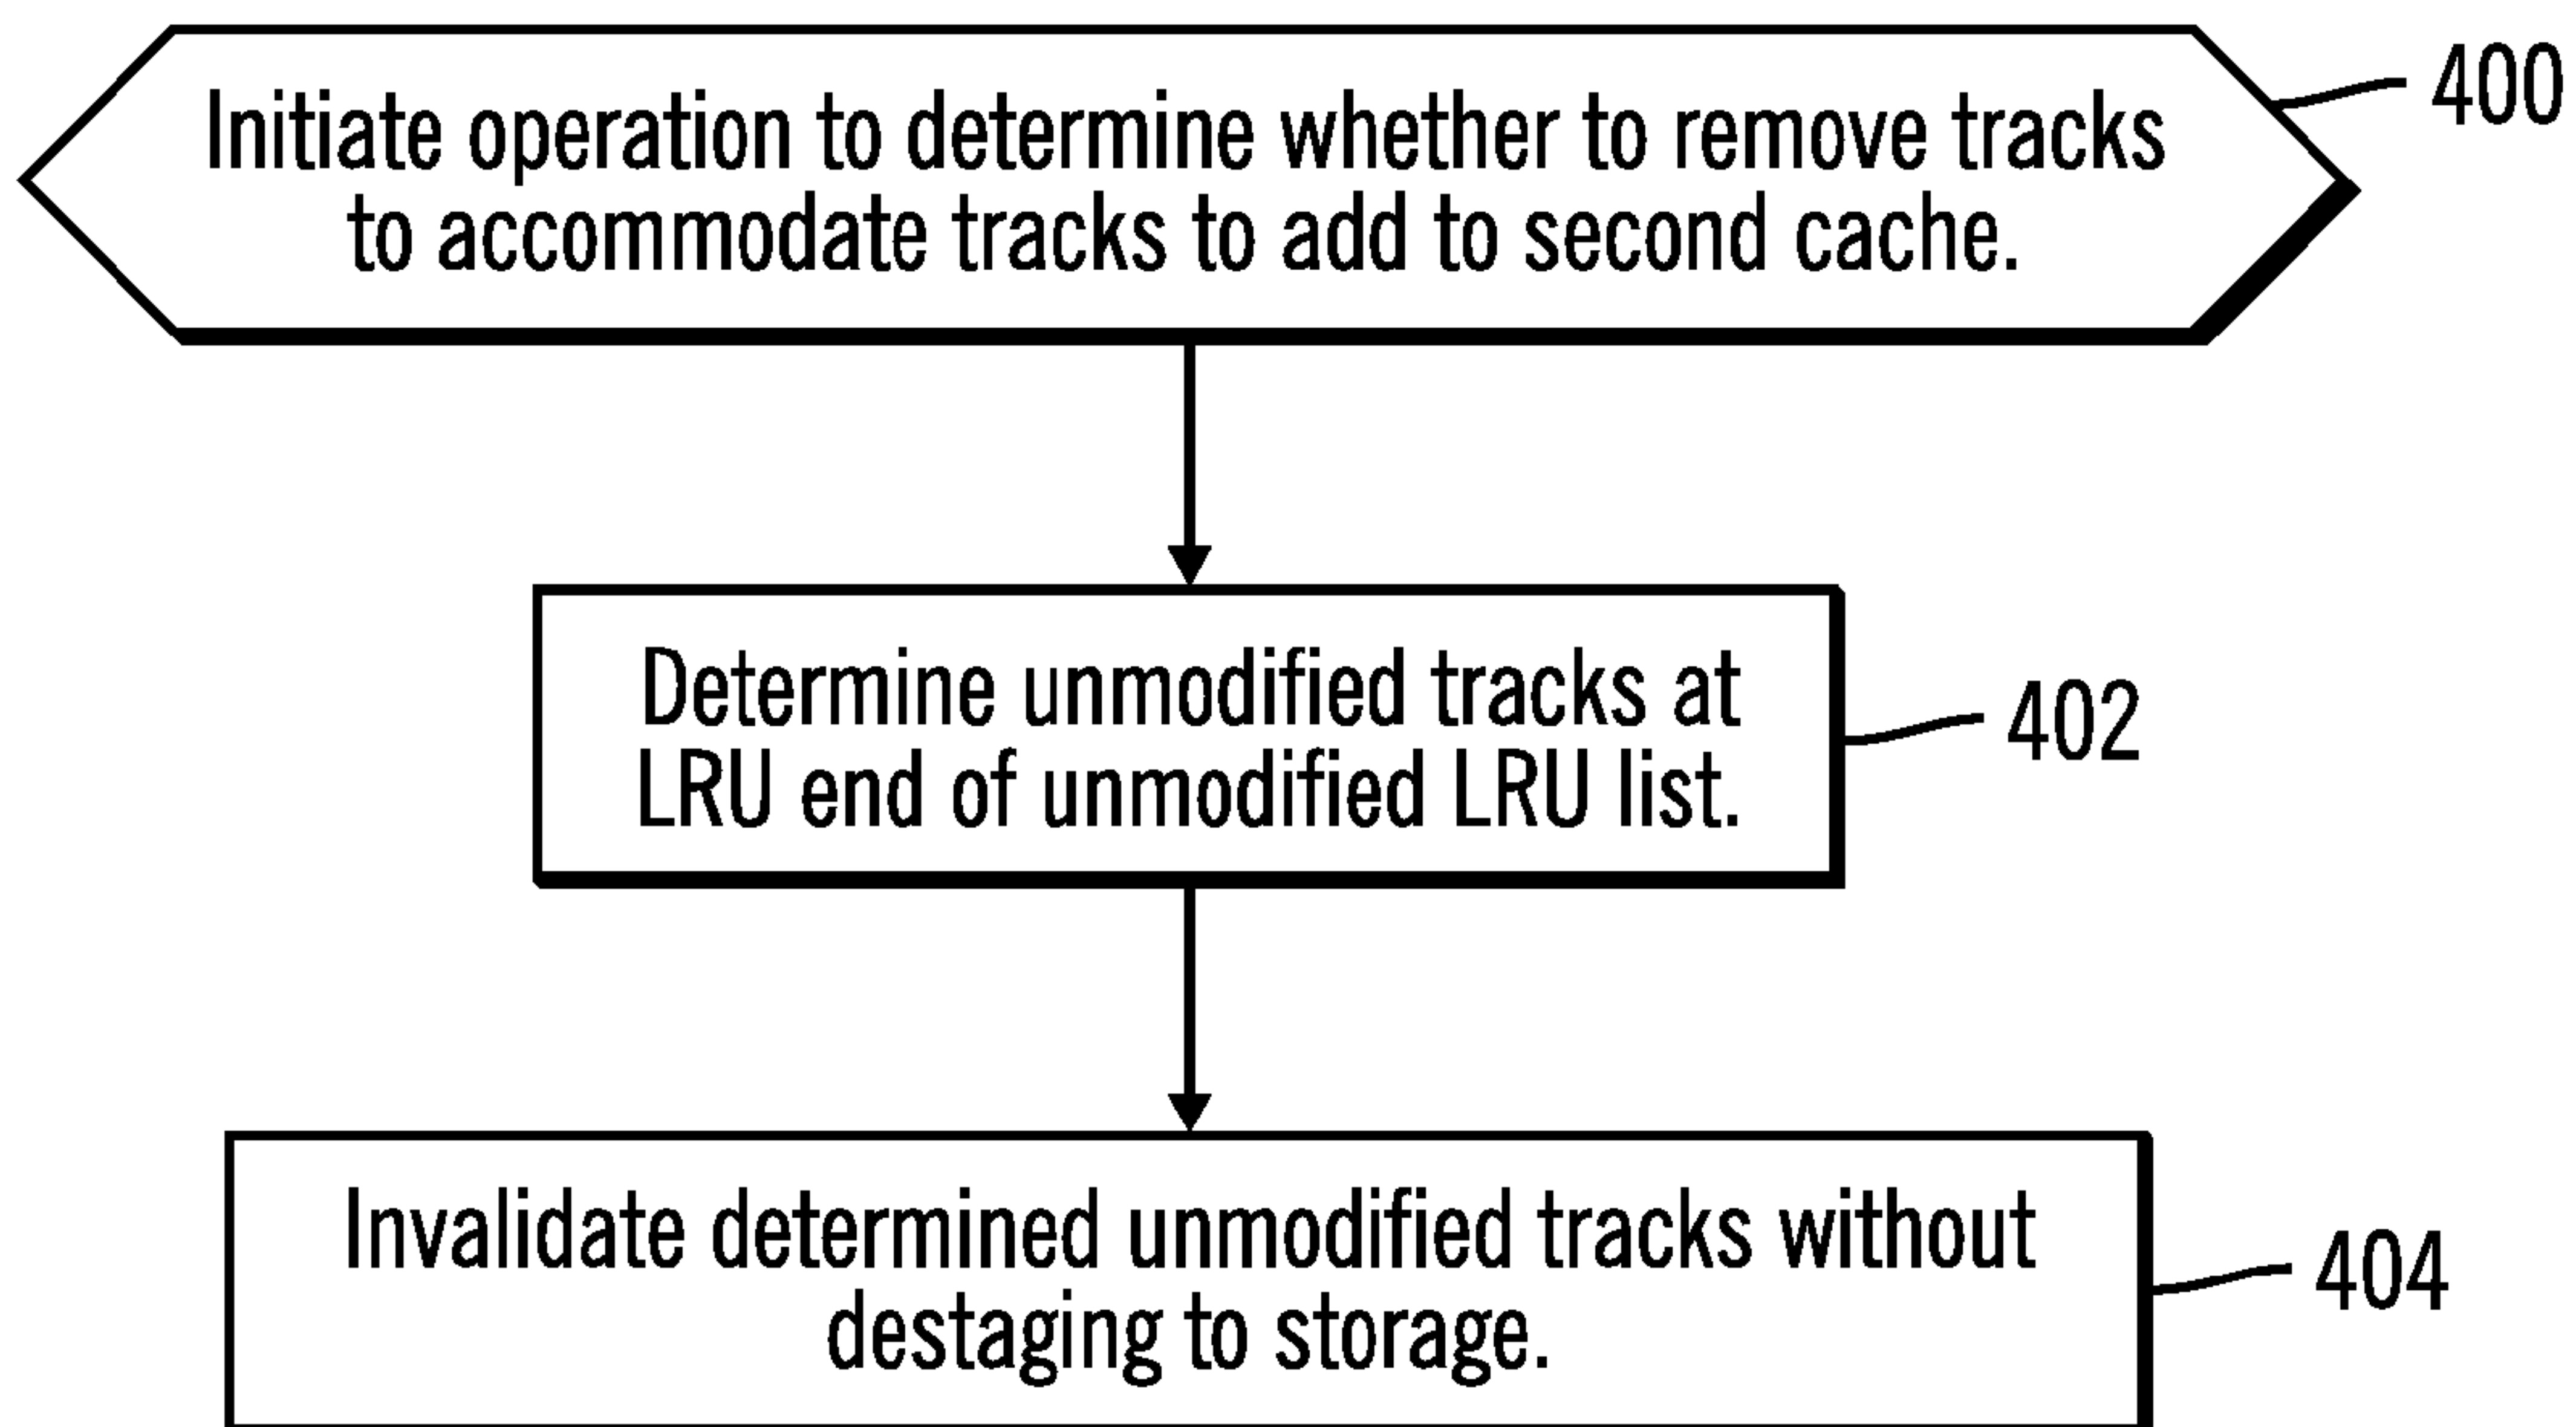 Initiate operation to determine whether to remove tracks
to accommodate tracks to add to second cache.
400
Determine unmodified tracks at
LRU end of unmodified LRU list.
402
Invalidate determined unmodified tracks without
destaging to storage.
404